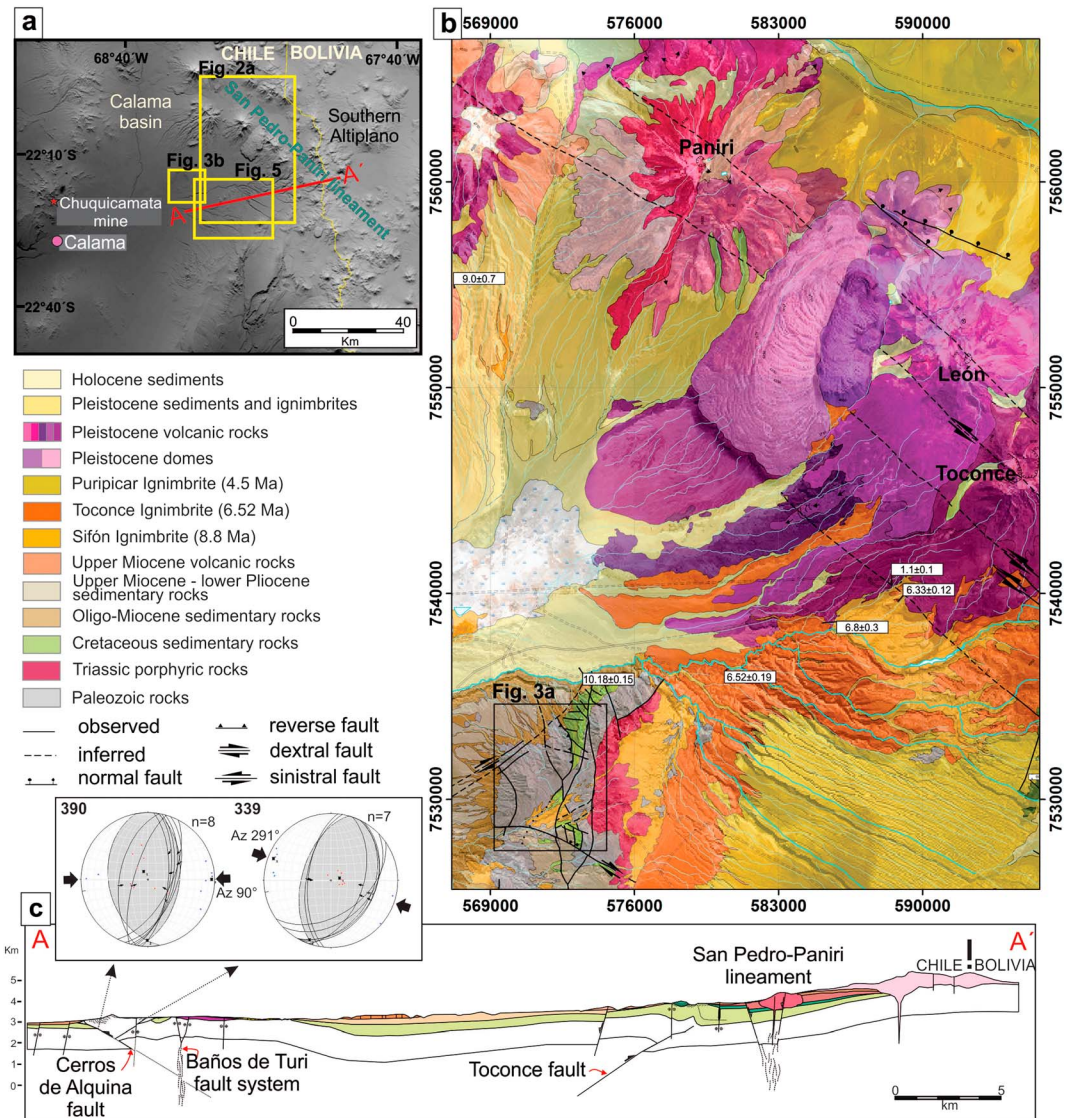 a
68°40´W
67°40´W
CHILE
BOLIVIA
Fig. 2a
Calama
basin
San Pedro-Paniri lineament
Southern
Altiplano
22°10´S
Fig. 3b
Fig. 5
A´
A
Chuquicamata
mine
Calama
22°40´S
0
40
Km
Holocene sediments
Pleistocene sediments and ignimbrites
Pleistocene volcanic rocks
Pleistocene domes
Puripicar Ignimbrite (4.5 Ma)
Toconce Ignimbrite (6.52 Ma)
Sifón Ignimbrite (8.8 Ma)
Upper Miocene volcanic rocks
Upper Miocene - lower Pliocene
sedimentary rocks
Oligo-Miocene sedimentary rocks
Cretaceous sedimentary rocks
Triassic porphyric rocks
Paleozoic rocks
observed
inferred
normal fault
reverse fault
dextral fault
sinistral fault
b
569000
576000
583000
590000
7560000
7550000
7540000
7530000
Paniri
9.0±0.7
León
Toconce
1.1±0.1
6.33±0.12
6.8±0.3
10.18±0.15
6.52±0.19
Fig. 3a
569000
576000
583000
590000
390
n=8
Az 90°
339
n=7
Az 291°
c
A
A´
Km
5
4
3
2
1
0
San Pedro-Paniri
lineament
CHILE
BOLIVIA
Cerros
de Alquina
fault
Baños de Turi
fault system
Toconce fault
0
5
km